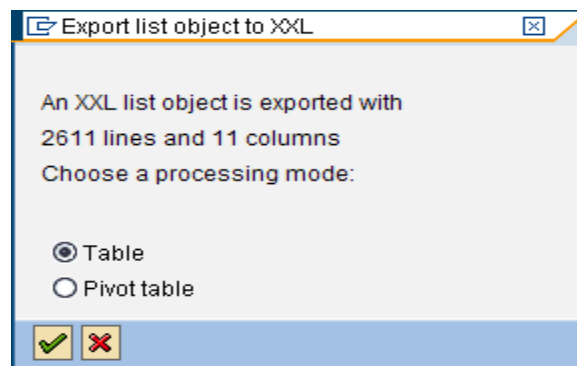 Export list object to XXL
An XXL list object is exported with
2611 lines and 11 columns
Choose a processing mode:
Table
Pivot table